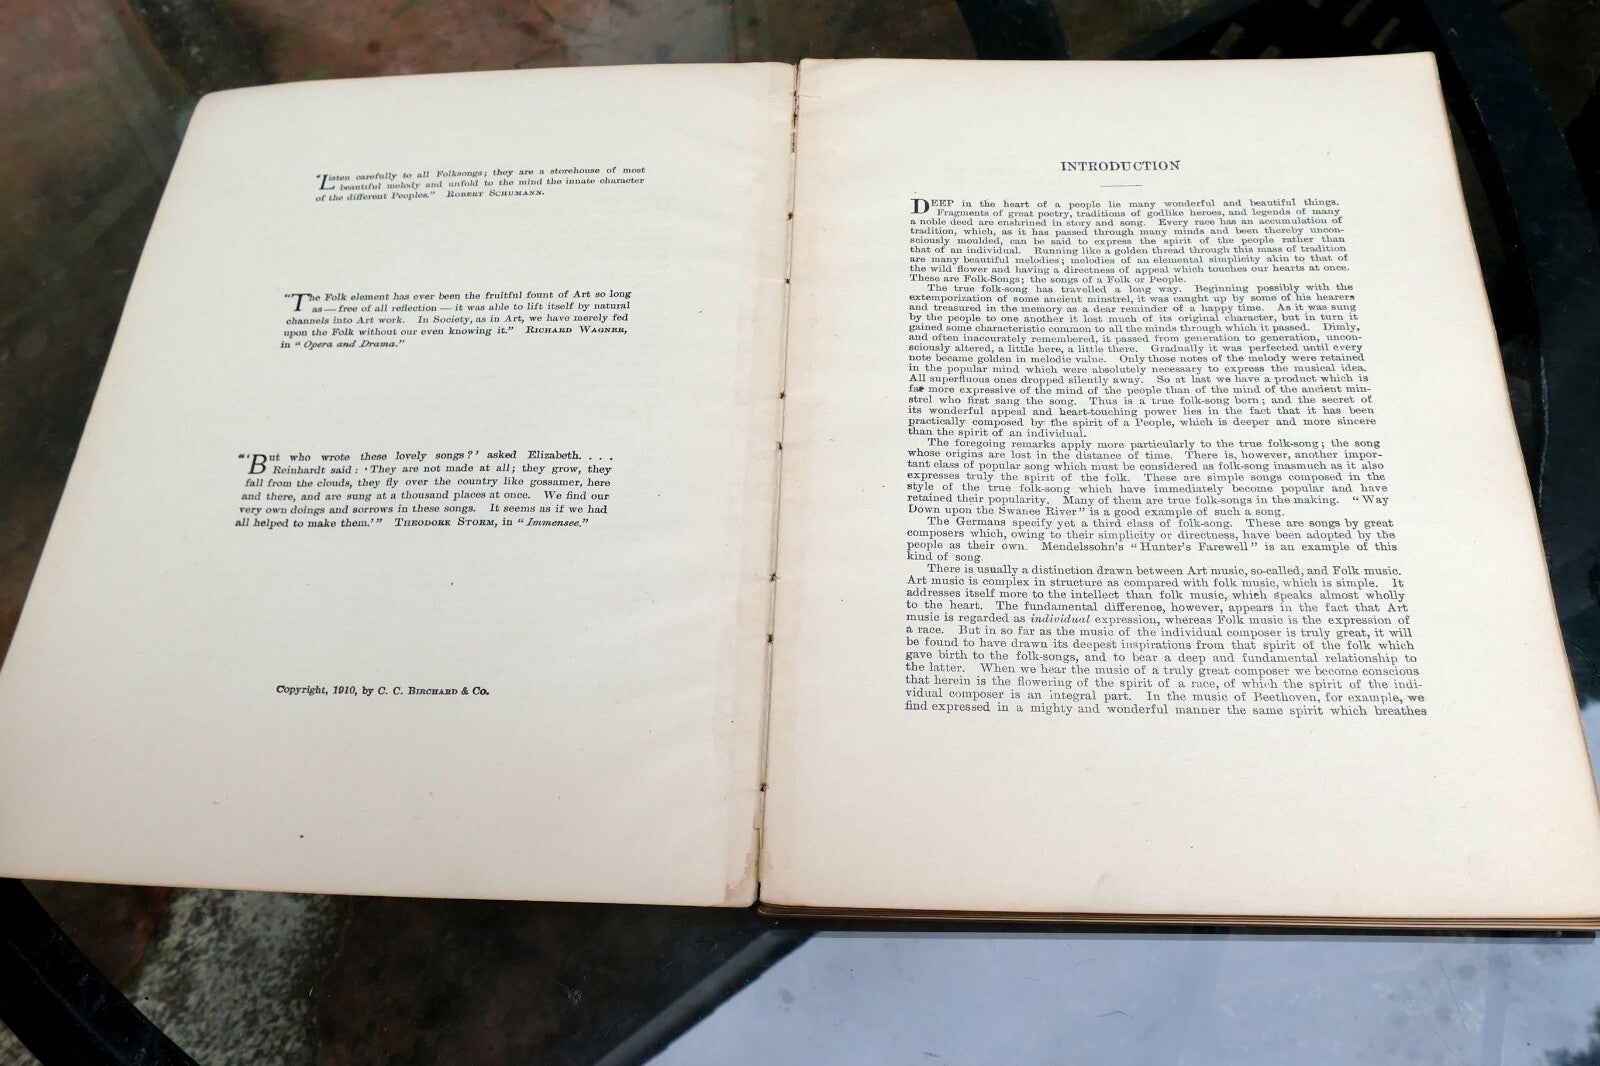 "Listen carefully to all Folksongs; they are a storehouse of most
beautiful melody and unfold to the mind the innate character
of the different Peoples." ROBERT SCHUMANN.
"The Folk element has ever been the fruitful fount of Art so long
as — free of all reflection — it was able to lift itself by natural
channels into Art work. In Society, as in Art, we have merely fed
upon the Folk without our even knowing it." RICHARD WAGNER,
in "Opera and Drama."
"'But who wrote these lovely songs?' asked Elizabeth. . . .
Reinhardt said: 'They are not made at all; they grow, they
fall from the clouds, they fly over the country like gossamer, here
and there, and are sung at a thousand places at once. We find our
very own doings and sorrows in these songs. It seems as if we had
all helped to make them.'" THEODORE STORM, in "Immensee."
Copyright, 1910, by C. C. BIRCHARD & Co.
INTRODUCTION
DEEP in the heart of a people lie many wonderful and beautiful things.
Fragments of great poetry, traditions of godlike heroes, and legends of many
a noble deed are enshrined in story and song. Every race has an accumulation of
tradition, which, as it has passed through many minds and been thereby uncon-
sciously moulded, can be said to express the spirit of the people rather than
that of an individual. Running like a golden thread through this mass of tradition
are many beautiful melodies; melodies of an elemental simplicity akin to that of
the wild flower and having a directness of appeal which touches our hearts at once.
These are Folk-Songs; the songs of a Folk or People.
The true folk-song has travelled a long way. Beginning possibly with the
extemporization of some ancient minstrel, it was caught up by some of his hearers
and treasured in the memory as a dear reminder of a happy time. As it was sung
by the people to one another it lost much of its original character, but in turn it
gained some characteristic common to all the minds through which it passed. Dimly,
and often inaccurately remembered, it passed from generation to generation, uncon-
sciously altered, a little here, a little there. Gradually it was perfected until every
note became golden in melodic value. Only those notes of the melody were retained
in the popular mind which were absolutely necessary to express the musical idea.
All superfluous ones dropped silently away. So at last we have a product which is
far more expressive of the mind of the people than of the mind of the ancient min-
strel who first sang the song. Thus is a true folk-song born; and the secret of
its wonderful appeal and heart-touching power lies in the fact that it has been
practically composed by the spirit of a People, which is deeper and more sincere
than the spirit of an individual.
The foregoing remarks apply more particularly to the true folk-song; the song
whose origins are lost in the distance of time. There is, however, another impor-
tant class of popular song which must be considered as folk-song inasmuch as it also
expresses truly the spirit of the folk. These are simple songs composed in the
style of the true folk-song which have immediately become popular and have
retained their popularity. Many of them are true folk-songs in the making. "Way
Down upon the Swanee River" is a good example of such a song.
The Germans specify yet a third class of folk-song. These are songs by great
composers which, owing to their simplicity or directness, have been adopted by the
people as their own. Mendelssohn's "Hunter's Farewell" is an example of this
kind of song.
There is usually a distinction drawn between Art music, so-called, and Folk music.
Art music is complex in structure as compared with folk music, which is simple. It
addresses itself more to the intellect than folk music, which speaks almost wholly
to the heart. The fundamental difference, however, appears in the fact that Art
music is regarded as individual expression, whereas Folk music is the expression of
a race. But in so far as the music of the individual composer is truly great, it will
be found to have drawn its deepest inspirations from that spirit of the folk which
gave birth to the folk-songs, and to bear a deep and fundamental relationship to
the latter. When we hear the music of a truly great composer we become conscious
that herein is the flowering of the spirit of a race, of which the spirit of the indi-
vidual composer is an integral part. In the music of Beethoven, for example, we
find expressed in a mighty and wonderful manner the same spirit which breathes